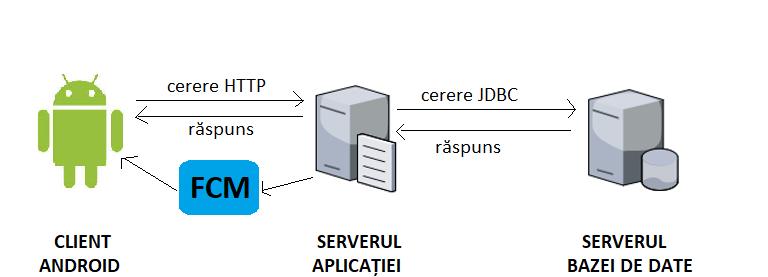 cerere HTTP
răspuns
cerere JDBC
răspuns
FCM
CLIENT
ANDROID
SERVERUL
APLICAȚIEI
SERVERUL
BAZEI DE DATE